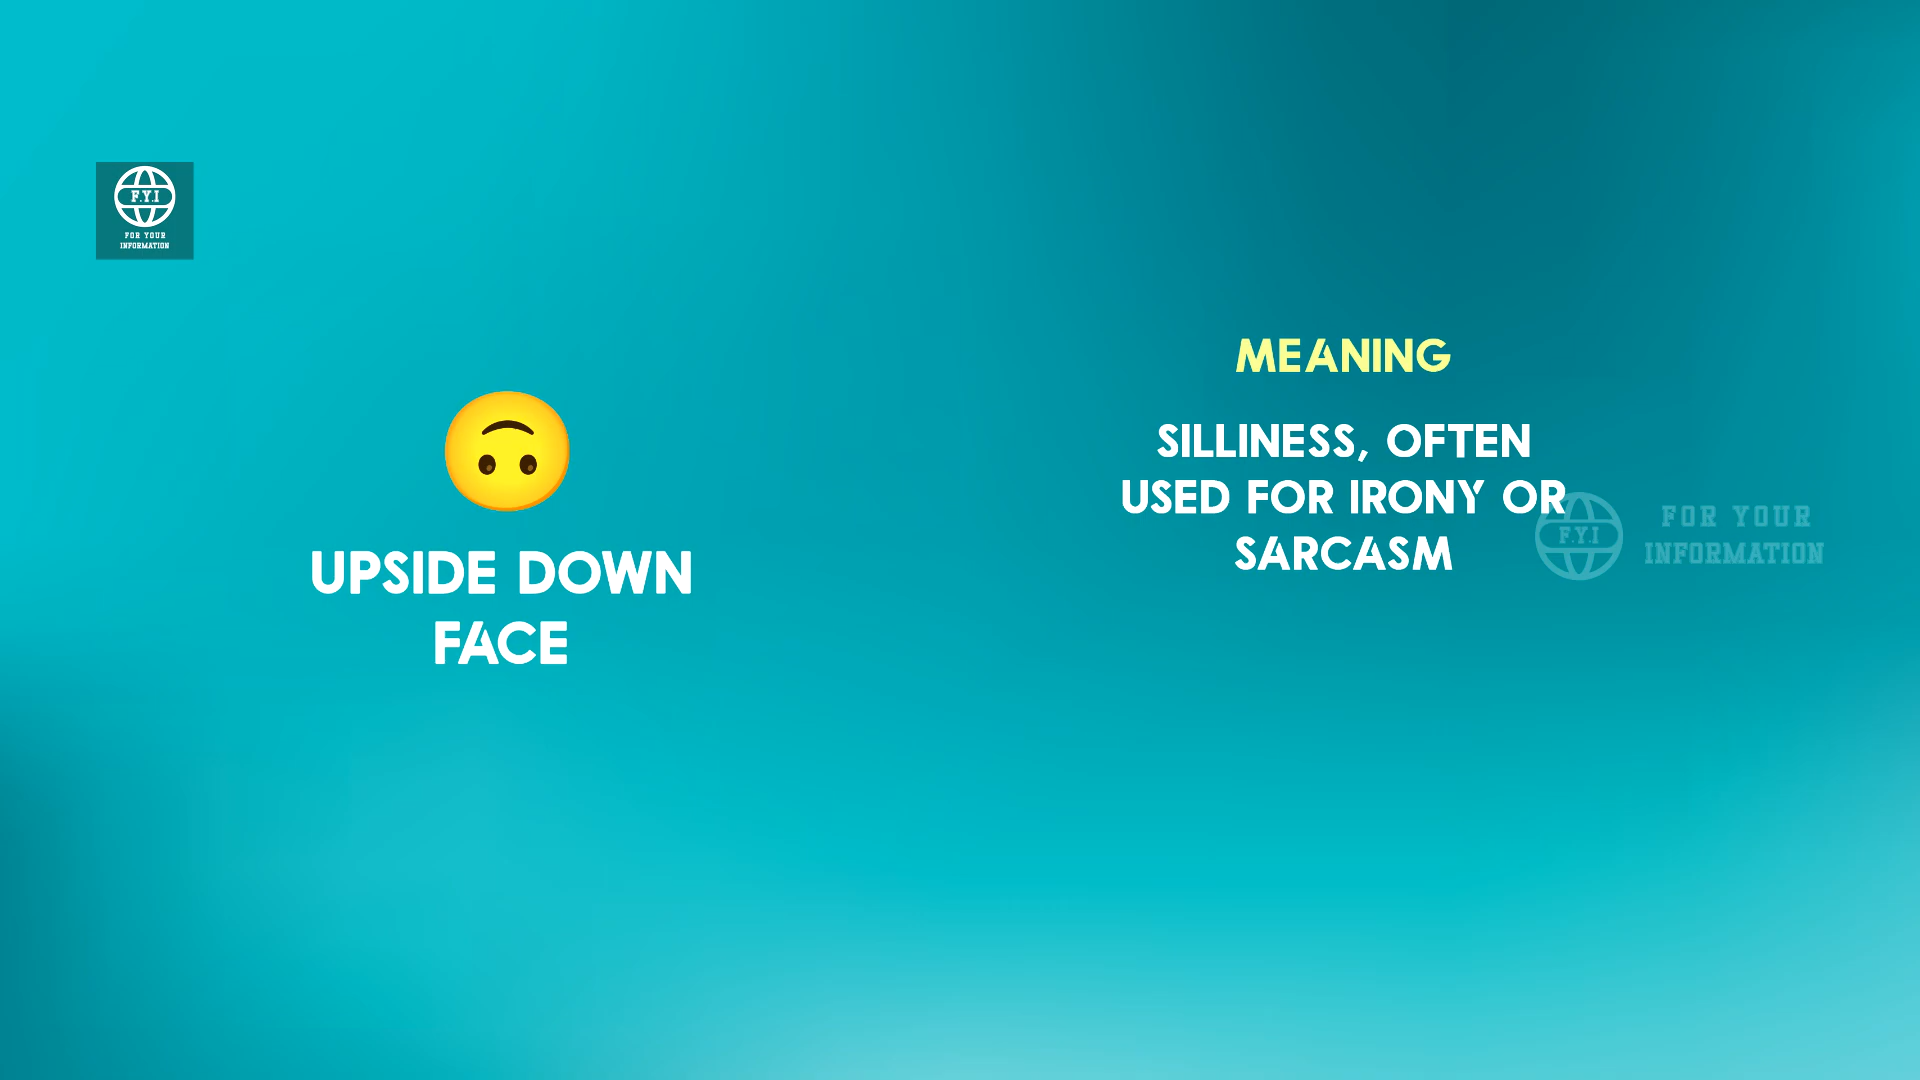 F.Y.I
FOR YOUR
INFORMATION
UPSIDE DOWN
FACE
MEANING
SILLINESS, OFTEN
USED FOR IRONY OR
SARCASM
F.Y.I
FOR YOUR
INFORMATION